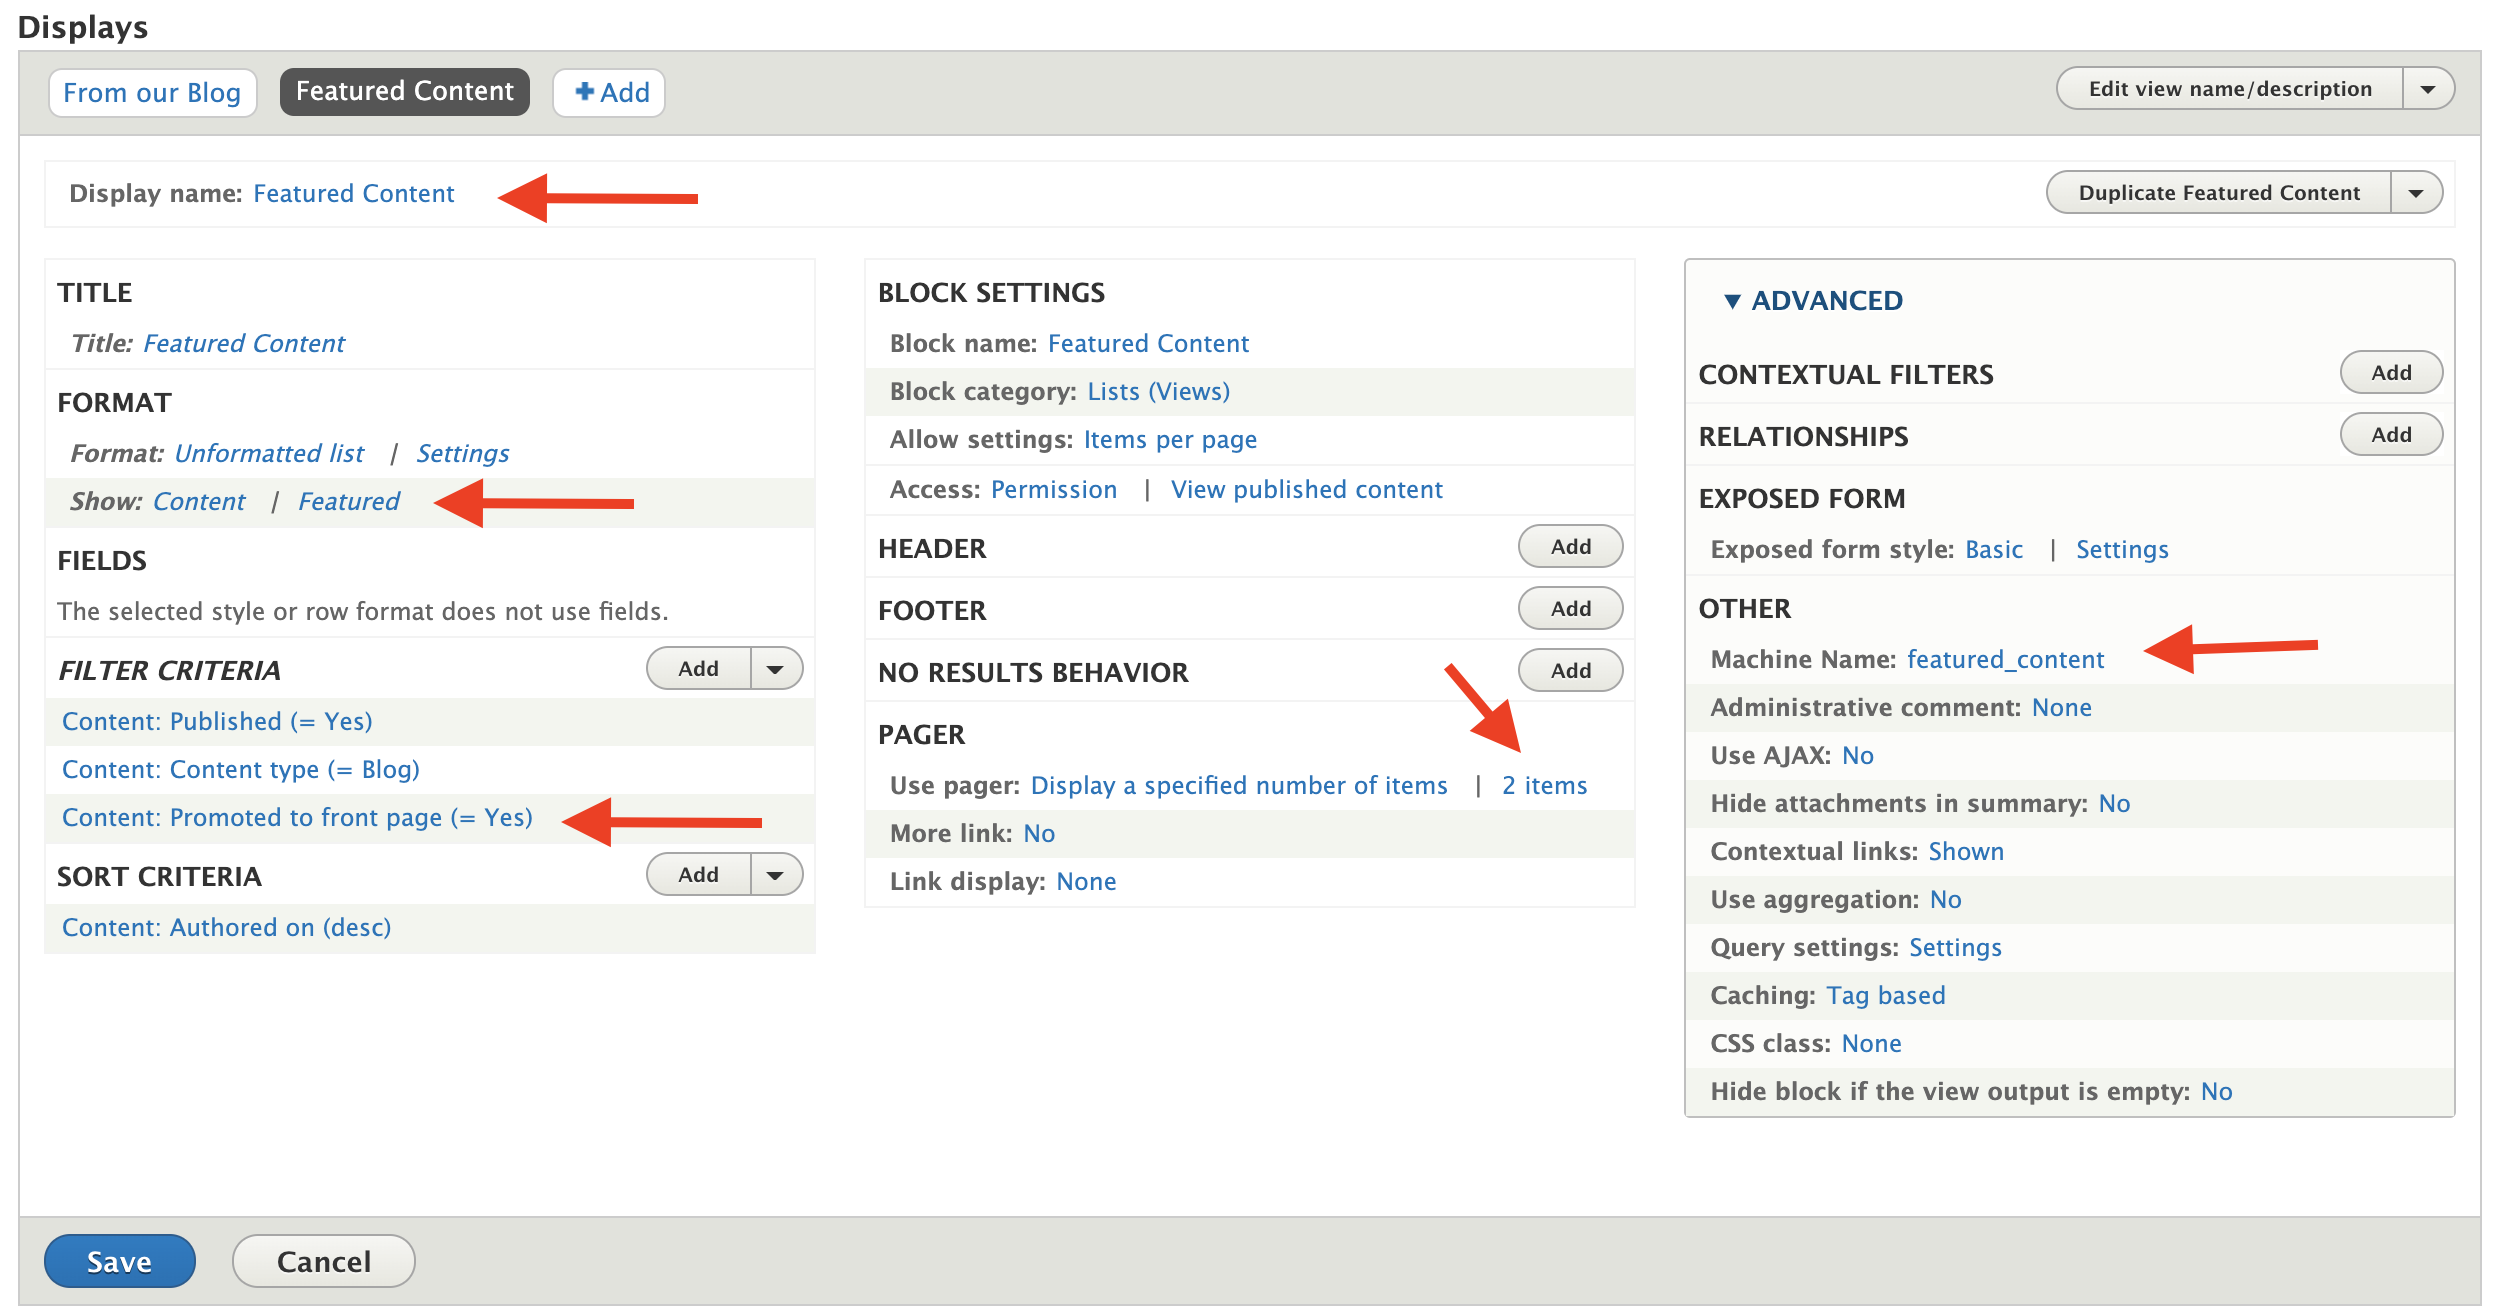 Displays
From our Blog
Featured Content
Add
Edit view name/description
Display name: Featured Content
Duplicate Featured Content
TITLE
Title: Featured Content
FORMAT
Format: Unformatted list | Settings
Show: Content | Featured
FIELDS
The selected style or row format does not use fields.
FILTER CRITERIA
Add
Content: Published (= Yes)
Content: Content type (= Blog)
Content: Promoted to front page (= Yes)
SORT CRITERIA
Add
Content: Authored on (desc)
BLOCK SETTINGS
Block name: Featured Content
Block category: Lists (Views)
Allow settings: Items per page
Access: Permission | View published content
HEADER
Add
FOOTER
Add
NO RESULTS BEHAVIOR
Add
PAGER
Use pager: Display a specified number of items | 2 items
More link: No
Link display: None
ADVANCED
CONTEXTUAL FILTERS
Add
RELATIONSHIPS
Add
EXPOSED FORM
Exposed form style: Basic | Settings
OTHER
Machine Name: featured_content
Administrative comment: None
Use AJAX: No
Hide attachments in summary: No
Contextual links: Shown
Use aggregation: No
Query settings: Settings
Caching: Tag based
CSS class: None
Hide block if the view output is empty: No
Save
Cancel